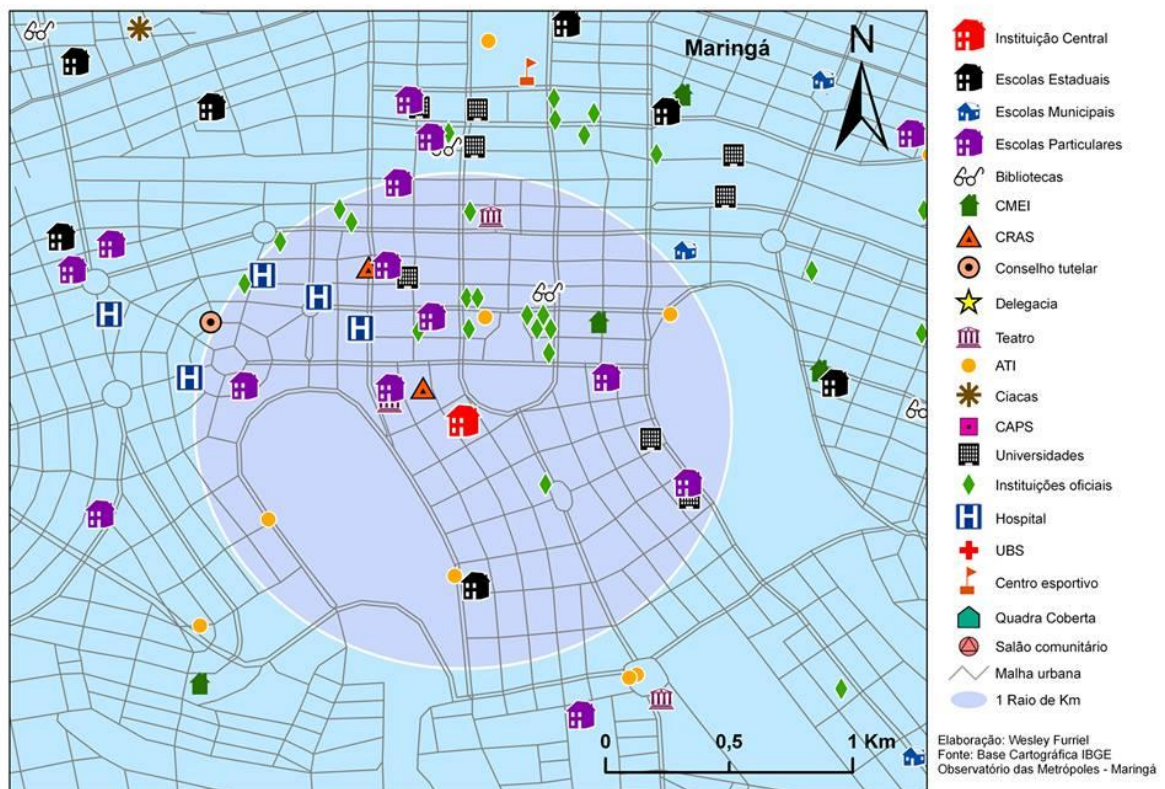 Maringá
N
0
0,5
1 Km
Instituição Central
Escolas Estaduais
Escolas Municipais
Escolas Particulares
Bibliotecas
CMEI
CRAS
Conselho tutelar
Delegacia
Teatro
ATI
Ciacas
CAPS
Universidades
Instituições oficiais
Hospital
UBS
Centro esportivo
Quadra Coberta
Salão comunitário
Malha urbana
1 Raio de Km
Elaboração: Wesley Furriel
Fonte: Base Cartográfica IBGE
Observatório das Metrópoles - Maringá